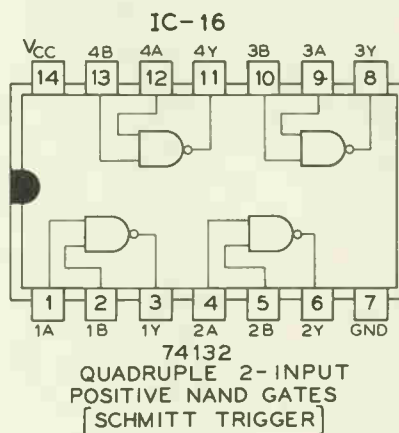 IC-16
VCC 4B 4A 4Y 3B 3A 3Y
14 13 12 11 10 9 8
1 2 3 4 5 6 7
1A 1B 1Y 2A 2B 2Y GND
74132
QUADRUPLE 2-INPUT
POSITIVE NAND GATES
[SCHMITT TRIGGER]